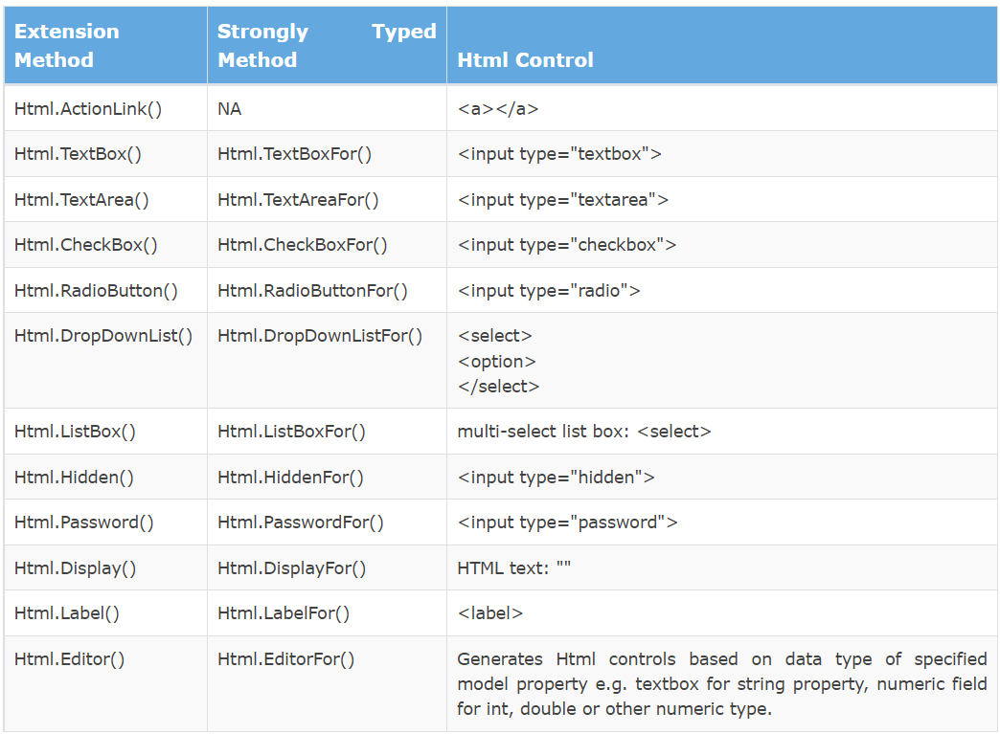 Extension Method
Strongly Typed Method
Html Control
Html.ActionLink()
NA
<a></a>
Html.TextBox()
Html.TextBoxFor()
<input type="textbox">
Html.TextArea()
Html.TextAreaFor()
<input type="textarea">
Html.CheckBox()
Html.CheckBoxFor()
<input type="checkbox">
Html.RadioButton()
Html.RadioButtonFor()
<input type="radio">
Html.DropDownList()
Html.DropDownListFor()
<select>
<option>
</select>
Html.ListBox()
Html.ListBoxFor()
multi-select list box: <select>
Html.Hidden()
Html.HiddenFor()
<input type="hidden">
Html.Password()
Html.PasswordFor()
<input type="password">
Html.Display()
Html.DisplayFor()
HTML text: ""
Html.Label()
Html.LabelFor()
<label>
Html.Editor()
Html.EditorFor()
Generates Html controls based on data type of specified
model property e.g. textbox for string property, numeric field
for int, double or other numeric type.